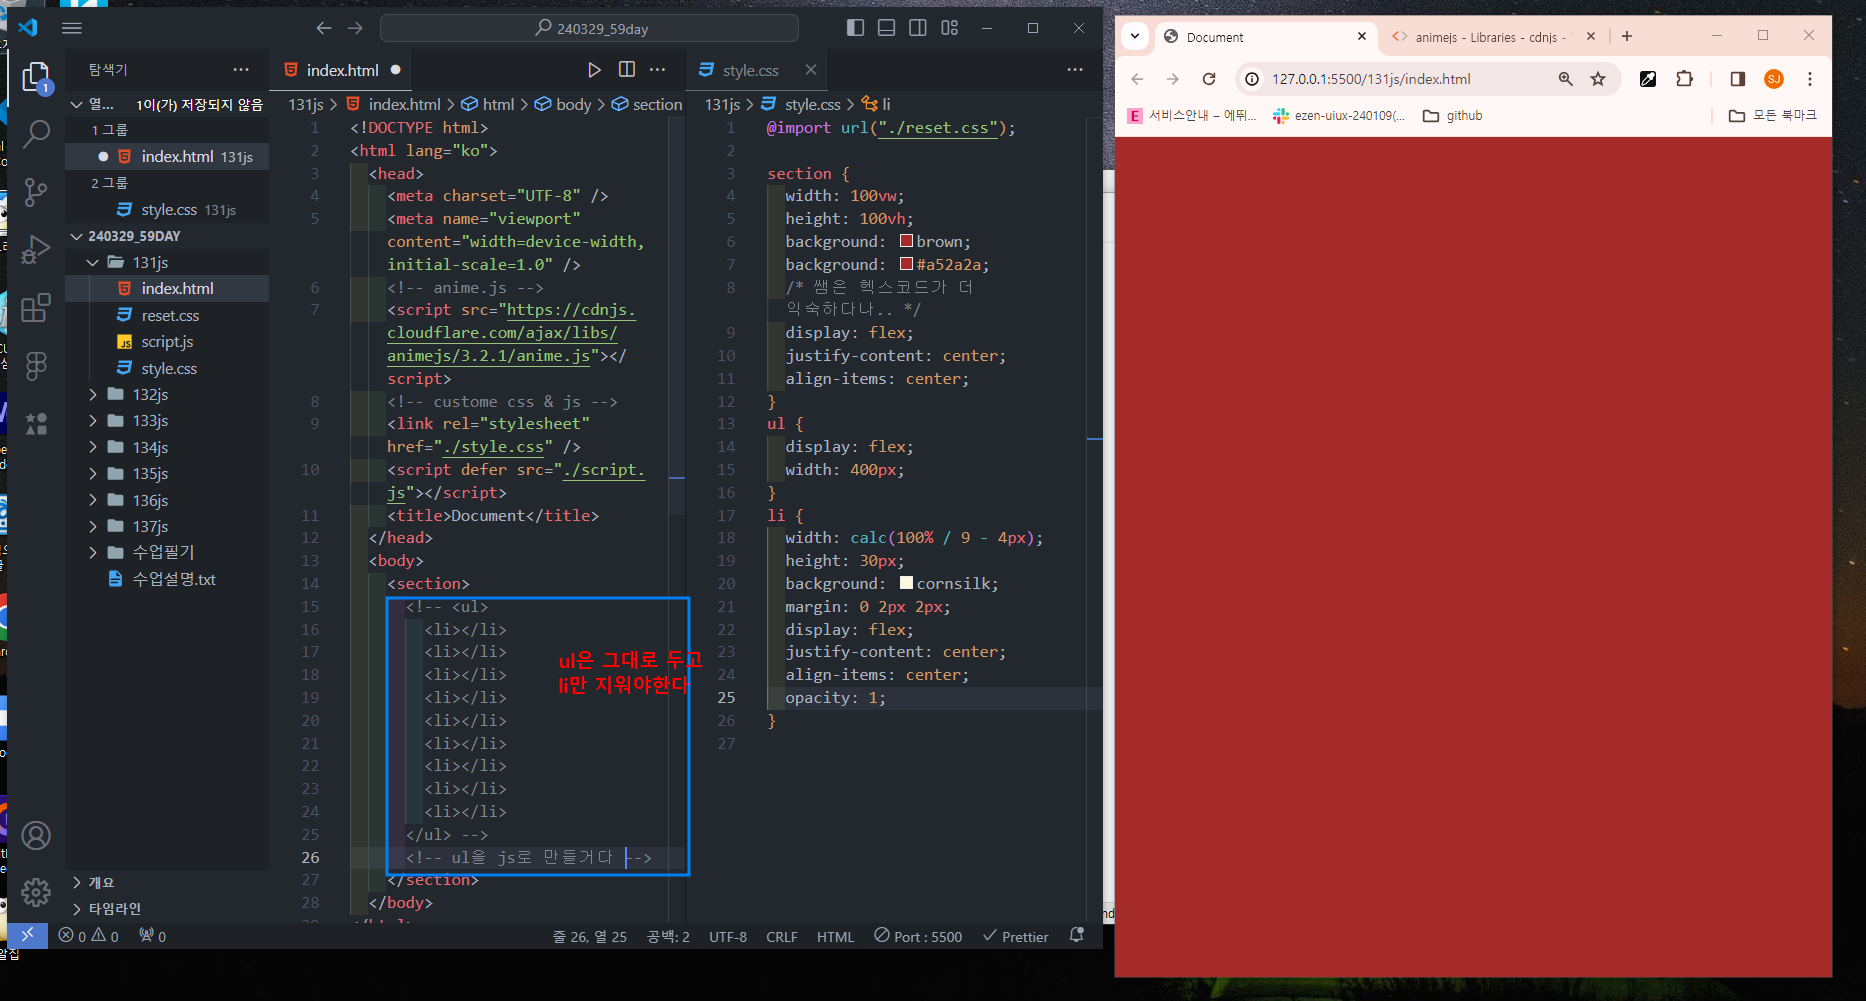 240329_59day
탐색기
index.html
style.css
열... 1이(가) 저장되지 않음
1 그룹
index.html 131js
2 그룹
style.css 131js
240329_59DAY
131js
index.html
reset.css
script.js
style.css
132js
133js
134js
135js
136js
137js
수업필기
수업설명.txt
개요
타임라인
131js > index.html > html > body > section
1 <!DOCTYPE html>
2 <html lang="ko">
3 <head>
4 <meta charset="UTF-8" />
5 <meta name="viewport"
content="width=device-width,
initial-scale=1.0" />
6 <!-- anime.js -->
7 <script src="https://cdnjs.
cloudflare.com/ajax/libs/
animejs/3.2.1/anime.js"></
script>
8 <!-- custome css & js -->
9 <link rel="stylesheet"
href="./style.css" />
10 <script defer src="./script.
js"></script>
11 <title>Document</title>
12 </head>
13 <body>
14 <section>
15 <!-- <ul>
16 <li></li>
17 <li></li>
18 <li></li>
19 <li></li>
20 <li></li>
21 <li></li>
22 <li></li>
23 <li></li>
24 <li></li>
25 </ul> -->
26 <!-- ul을 js로 만들거다 -->
27 </section>
28 </body>
ul은 그대로 두고
li만 지워야한다
131js > style.css > li
1 @import url("./reset.css");
2
3 section {
4 width: 100vw;
5 height: 100vh;
6 background: brown;
7 background: #a52a2a;
8 /* 쌤은 헥스코드가 더
익숙하다나.. */
9 display: flex;
10 justify-content: center;
11 align-items: center;
12 }
13 ul {
14 display: flex;
15 width: 400px;
16 }
17 li {
18 width: calc(100% / 9 - 4px);
19 height: 30px;
20 background: cornsilk;
21 margin: 0 2px 2px;
22 display: flex;
23 justify-content: center;
24 align-items: center;
25 opacity: 1;
26 }
27
0 0 0
줄 26, 열 25 공백: 2 UTF-8 CRLF HTML Port : 5500 Prettier
Document
animejs - Libraries - cdnjs -
127.0.0.1:5500/131js/index.html
SJ
서비스안내 – 에뛰...
ezen-uiux-240109(...
github
모든 북마크